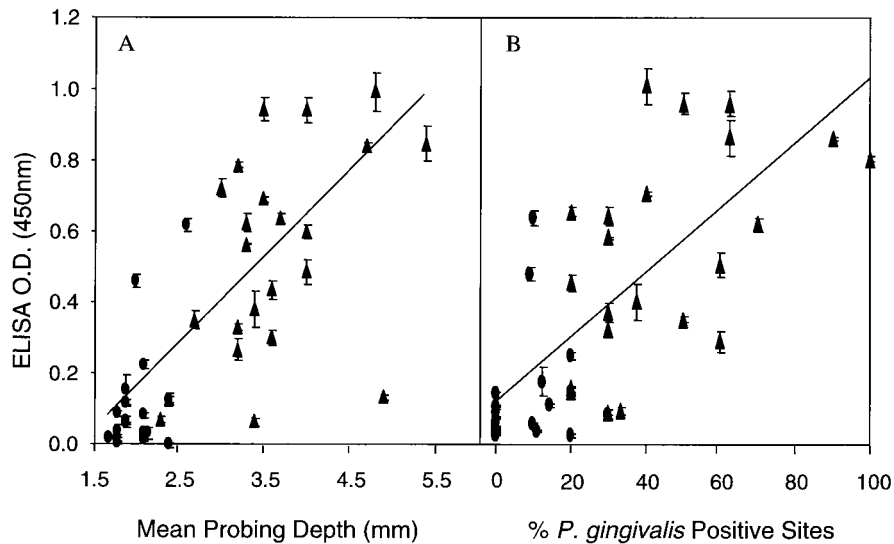 A
B
ELISA O.D. (450nm)
1.2
1.0
0.8
0.6
0.4
0.2
0.0
1.5 2.5 3.5 4.5 5.5
0 20 40 60 80 100
Mean Probing Depth (mm)
% P. gingivalis Positive Sites